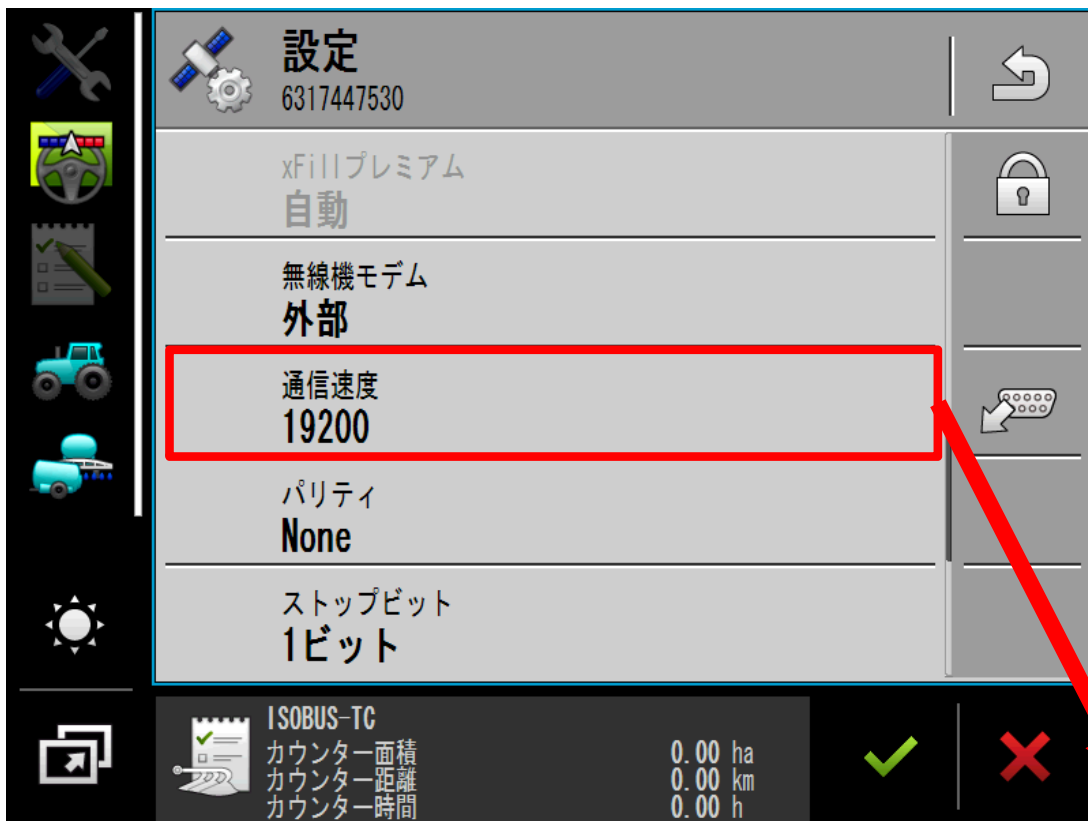 設定
6317447530
xFillプレミアム
自動
無線機モデム
外部
通信速度
19200
パリティ
None
ストップビット
1ビット
ISOBUS-TC
カウンター面積 0.00 ha
カウンター距離 0.00 km
カウンター時間 0.00 h